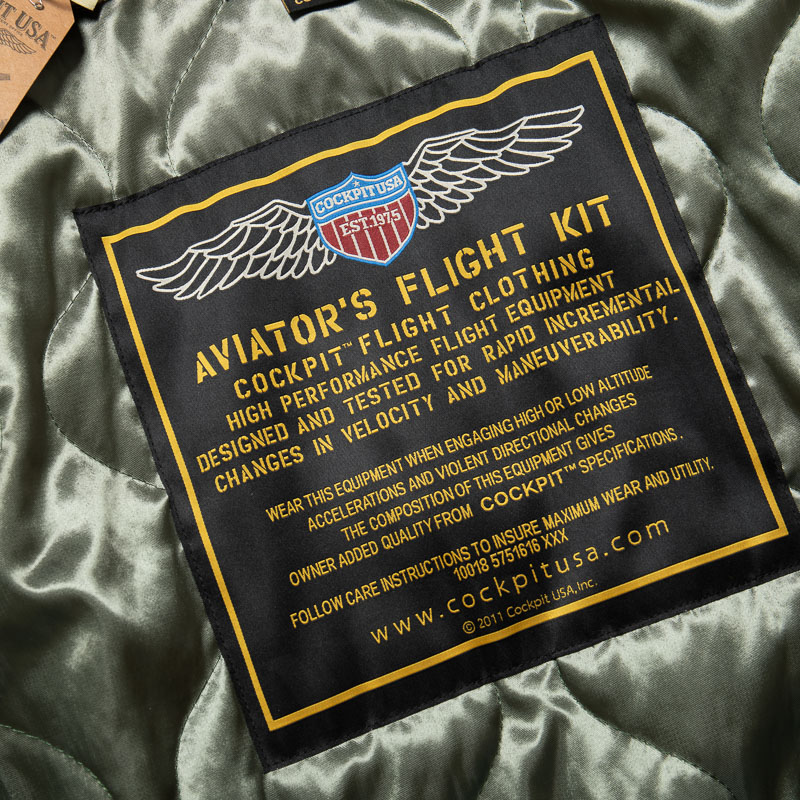 COCKPIT USA
COCKPIT USA
EST.1975
AVIATOR'S FLIGHT KIT
COCKPIT™ FLIGHT CLOTHING
HIGH PERFORMANCE FLIGHT EQUIPMENT
DESIGNED AND TESTED FOR RAPID INCREMENTAL
CHANGES IN VELOCITY AND MANEUVERABILITY.
WEAR THIS EQUIPMENT WHEN ENGAGING HIGH OR LOW ALTITUDE
ACCELERATIONS AND VIOLENT DIRECTIONAL CHANGES
THE COMPOSITION OF THIS EQUIPMENT GIVES
OWNER ADDED QUALITY FROM COCKPIT™ SPECIFICATIONS.
FOLLOW CARE INSTRUCTIONS TO INSURE MAXIMUM WEAR AND UTILITY.
10018 5751616 XXX
www.cockpitusa.com
© 2011 Cockpit USA, Inc.